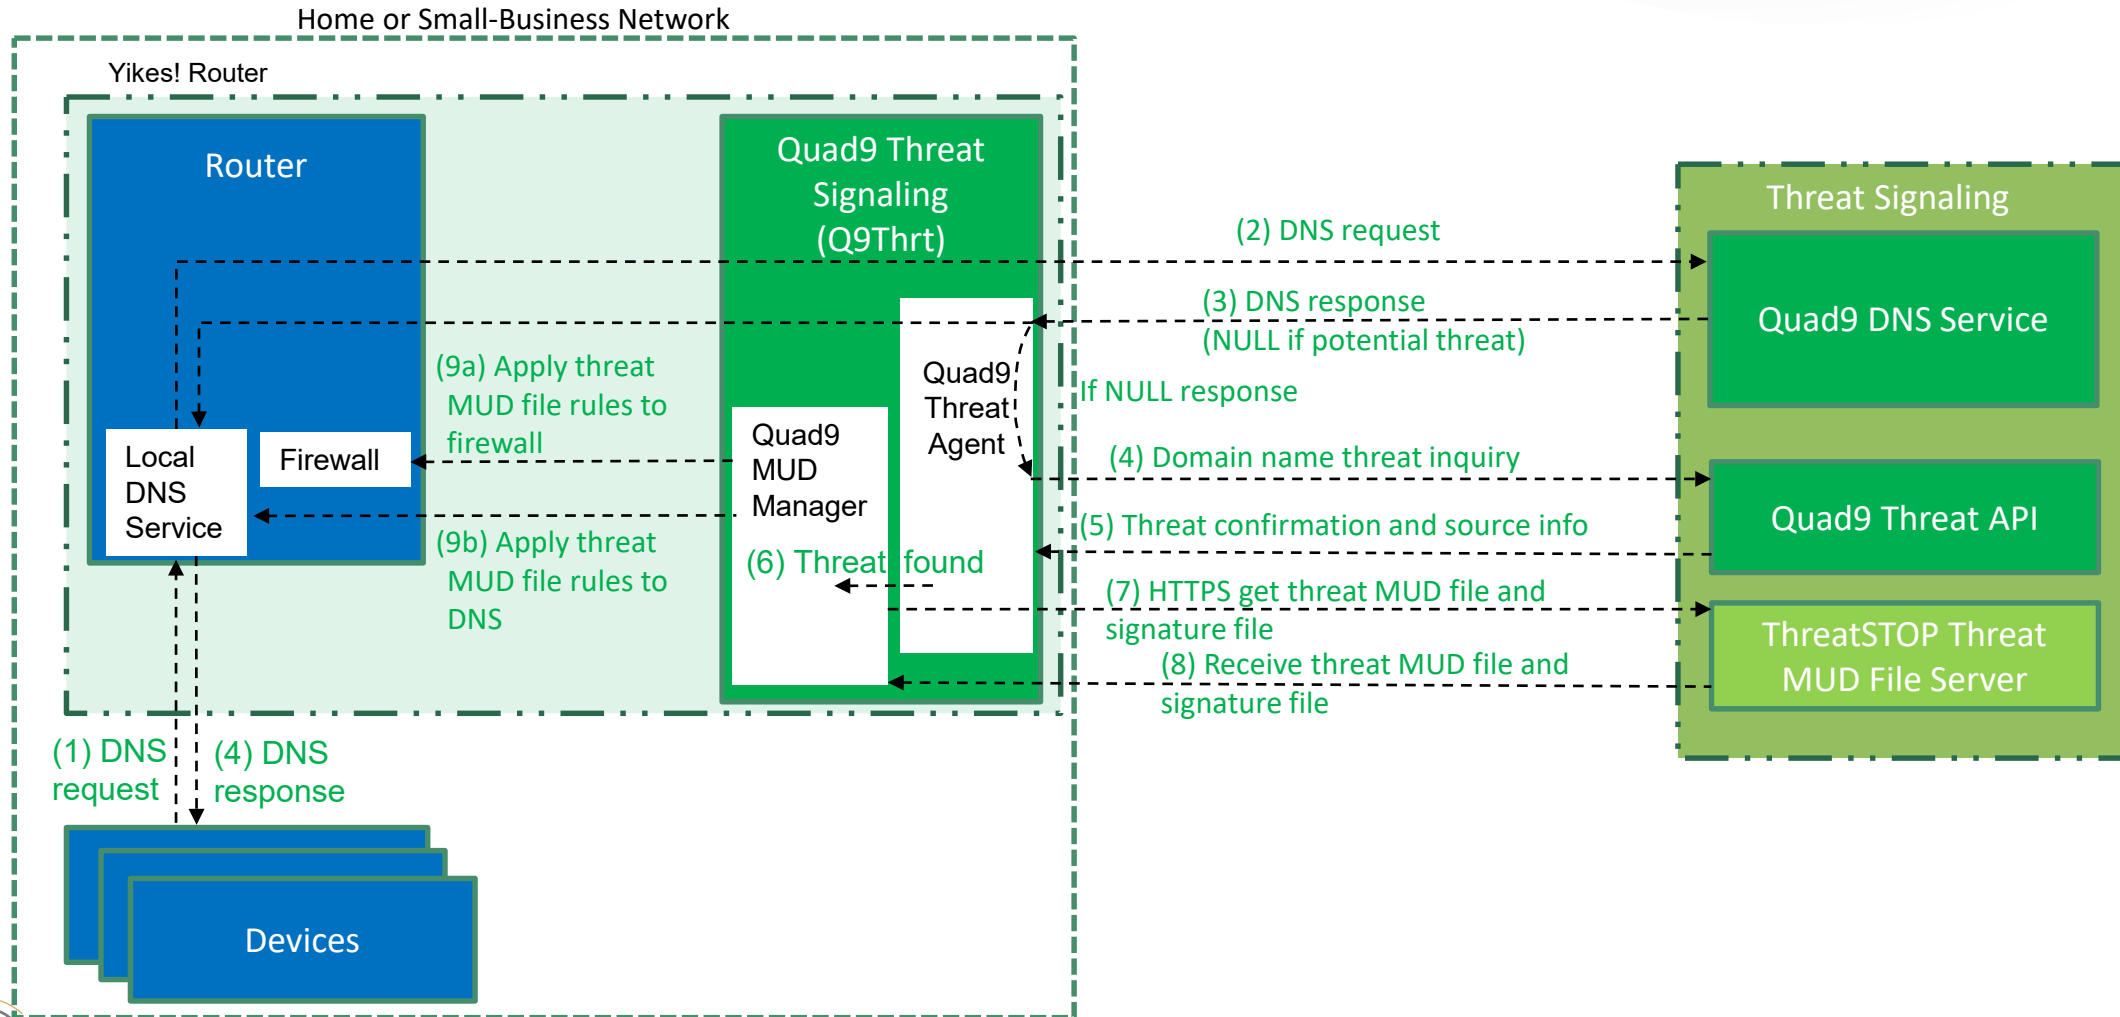 Home or Small-Business Network
Yikes! Router
Router
Quad9 Threat
Signaling
(Q9Thrt)
Threat Signaling
(2) DNS request
(3) DNS response
(NULL if potential threat)
Quad9 DNS Service
(9a) Apply threat
MUD file rules to
firewall
Quad9
Threat
Agent
If NULL response
Local
DNS
Service
Firewall
Quad9
MUD
Manager
(4) Domain name threat inquiry
(5) Threat confirmation and source info
Quad9 Threat API
(9b) Apply threat
MUD file rules to
DNS
(6) Threat found
(7) HTTPS get threat MUD file and
signature file
(8) Receive threat MUD file and
signature file
ThreatSTOP Threat
MUD File Server
(1) DNS
request
(4) DNS
response
Devices